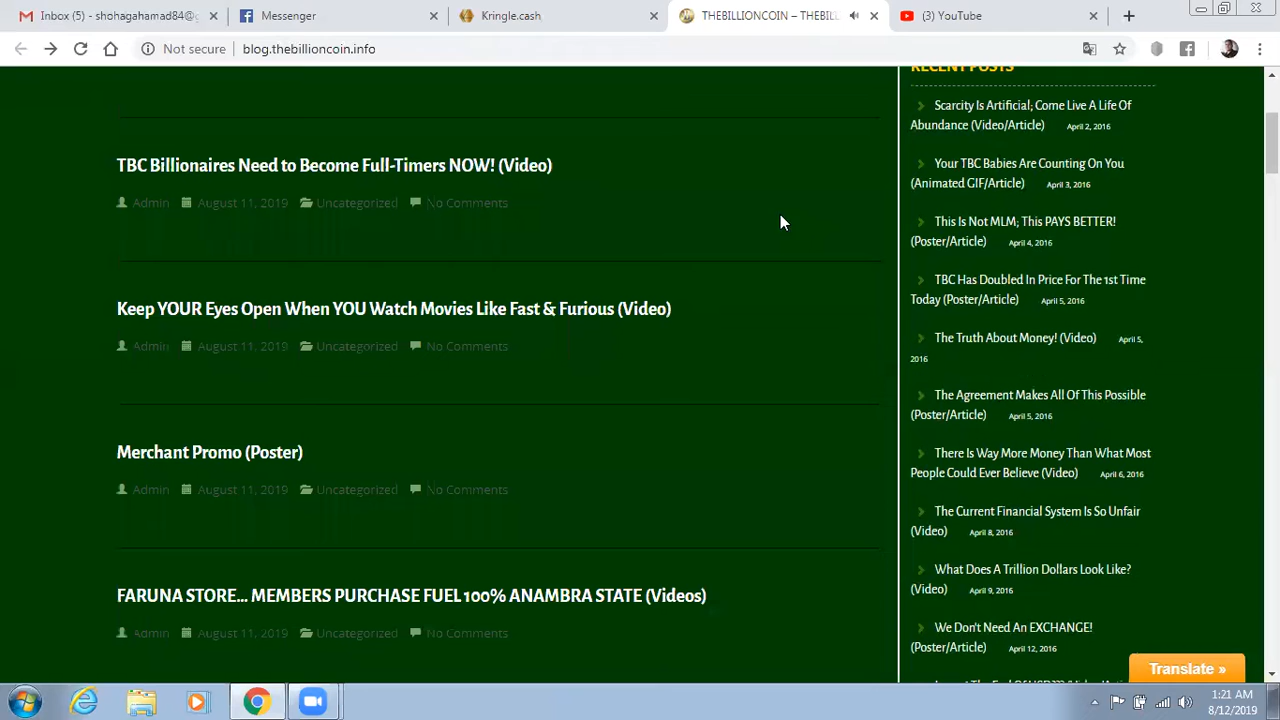 Inbox (5) - shohagahamad84@g
Messenger
Kringle.cash
THEBILLIONCOIN – THEBILL
(3) YouTube
Not secure
blog.thebillioncoin.info
RECENT POSTS
TBC Billionaires Need to Become Full-Timers NOW! (Video)
Admin August 11, 2019 Uncategorized No Comments
Keep YOUR Eyes Open When YOU Watch Movies Like Fast & Furious (Video)
Admin August 11, 2019 Uncategorized No Comments
Merchant Promo (Poster)
Admin August 11, 2019 Uncategorized No Comments
FARUNA STORE... MEMBERS PURCHASE FUEL 100% ANAMBRA STATE (Videos)
Admin August 11, 2019 Uncategorized No Comments
Scarcity Is Artificial; Come Live A Life Of
Abundance (Video/Article) April 2, 2016
Your TBC Babies Are Counting On You
(Animated GIF/Article) April 3, 2016
This Is Not MLM; This PAYS BETTER!
(Poster/Article) April 4, 2016
TBC Has Doubled In Price For The 1st Time
Today (Poster/Article) April 5, 2016
The Truth About Money! (Video) April 5,
2016
The Agreement Makes All Of This Possible
(Poster/Article) April 5, 2016
There Is Way More Money Than What Most
People Could Ever Believe (Video) April 6, 2016
The Current Financial System Is So Unfair
(Video) April 8, 2016
What Does A Trillion Dollars Look Like?
(Video) April 9, 2016
We Don't Need An EXCHANGE!
(Poster/Article) April 12, 2016
Translate »
1:21 AM
8/12/2019